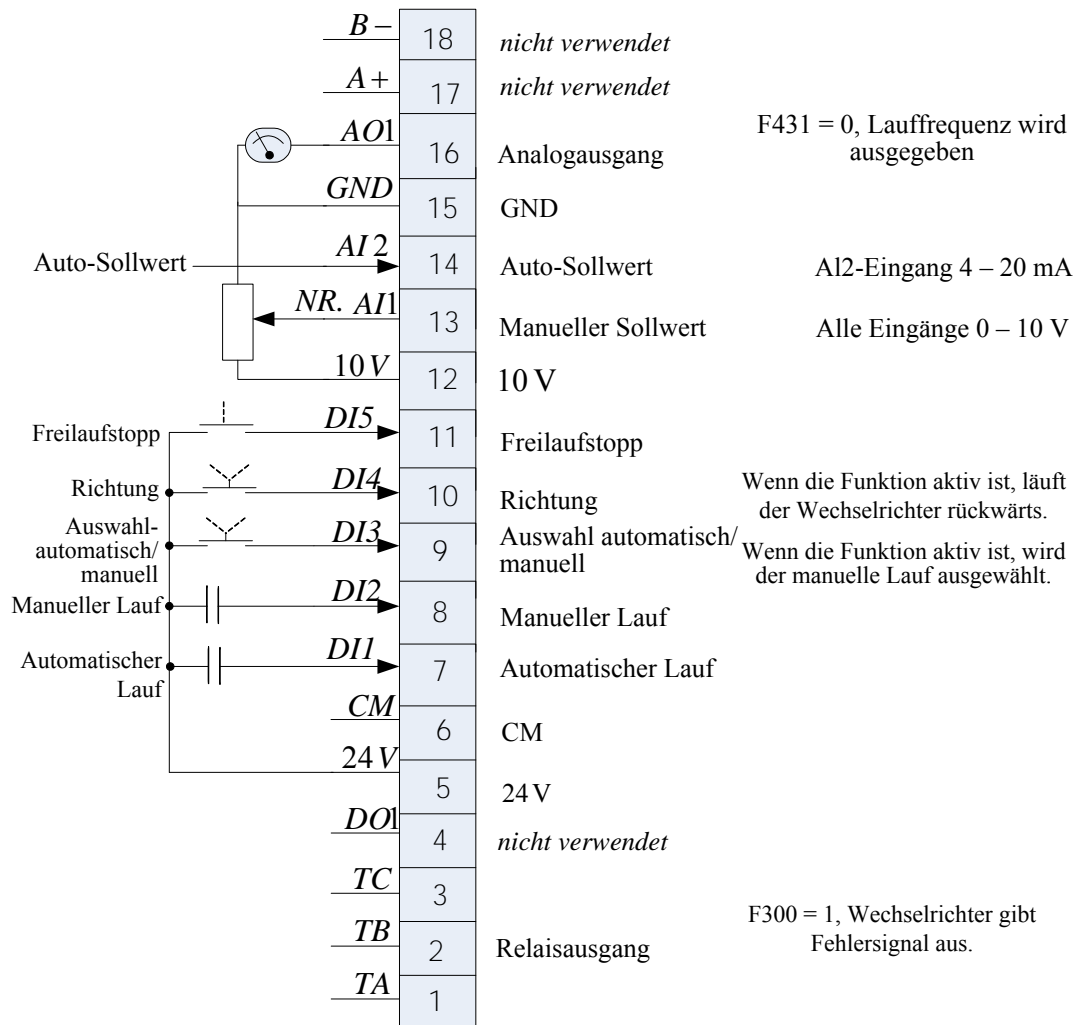 B – 18 nicht verwendet
A + 17 nicht verwendet
AO1 16 Analogausgang F431 = 0, Lauffrequenz wird
ausgegeben
GND 15 GND
Auto-Sollwert AI 2 14 Auto-Sollwert Al2-Eingang 4 – 20 mA
NR. AI1 13 Manueller Sollwert Alle Eingänge 0 – 10 V
10 V 12 10 V
Freilaufstopp DI5 11 Freilaufstopp
Richtung DI4 10 Richtung Wenn die Funktion aktiv ist, läuft
der Wechselrichter rückwärts.
Auswahl-
automatisch/
manuell
DI3 9 Auswahl automatisch/
manuell
Wenn die Funktion aktiv ist, wird
der manuelle Lauf ausgewählt.
Manueller Lauf DI2 8 Manueller Lauf
Automatischer
Lauf
DI1 7 Automatischer Lauf
CM 6 CM
24 V 5 24 V
DO1 4 nicht verwendet
TC 3
TB 2 Relaisausgang F300 = 1, Wechselrichter gibt
Fehlersignal aus.
TA 1